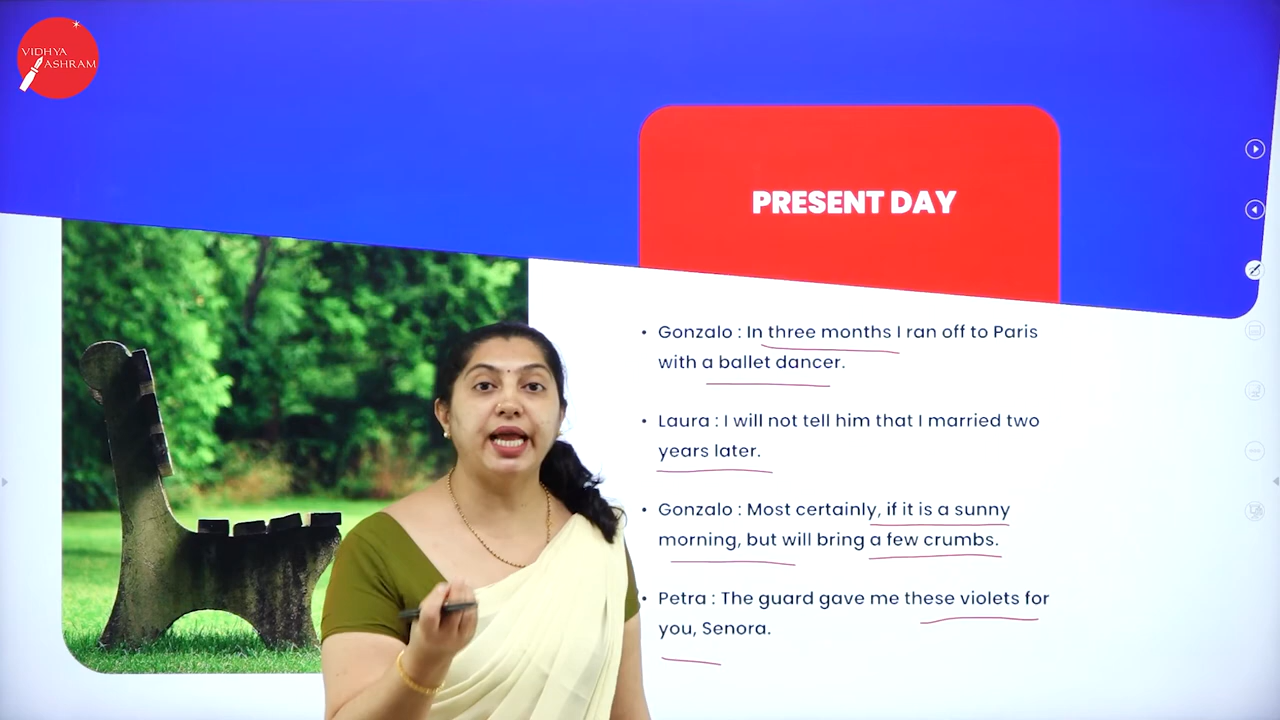 VIDHYA
ASHRAM
PRESENT DAY
• Gonzalo : In three months I ran off to Paris
with a ballet dancer.
• Laura : I will not tell him that I married two
years later.
• Gonzalo : Most certainly, if it is a sunny
morning, but will bring a few crumbs.
• Petra : The guard gave me these violets for
you, Senora.